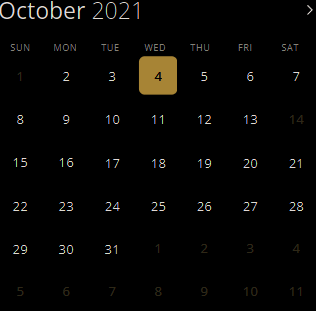 October 2021
SUN MON TUE WED THU FRI SAT
1 2 3 4 5 6 7
8 9 10 11 12 13 14
15 16 17 18 19 20 21
22 23 24 25 26 27 28
29 30 31 1 2 3 4
5 6 7 8 9 10 11